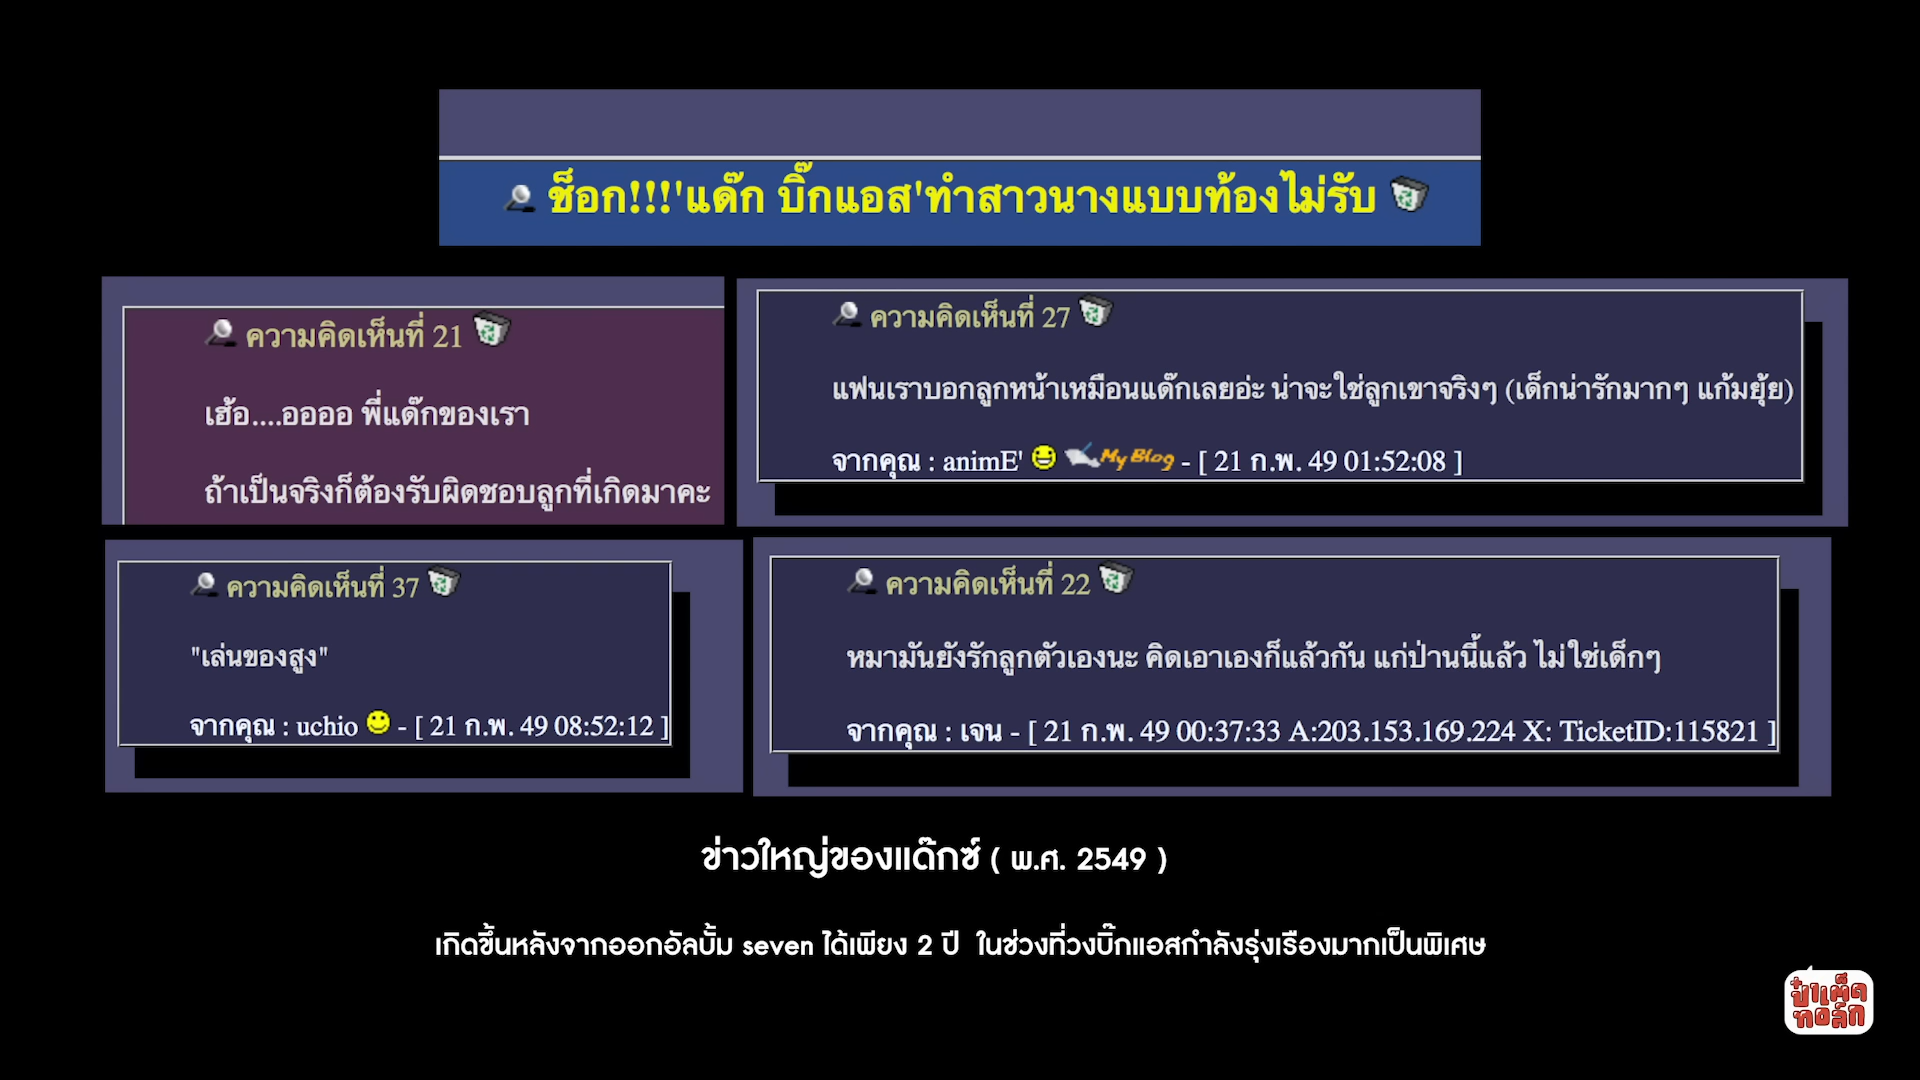 ช็อก!!!'แด๊ก บิ๊กแอส'ทำสาวนางแบบท้องไม่รับ
ความคิดเห็นที่ 21
เฮ้อ....ออออ พี่แด๊กของเรา
ถ้าเป็นจริงก็ต้องรับผิดชอบลูกที่เกิดมาคะ
ความคิดเห็นที่ 27
แฟนเราบอกลูกหน้าเหมือนแด๊กเลยอ่ะ น่าจะใช่ลูกเขาจริงๆ (เด็กน่ารักมากๆ แก้มยุ้ย)
จากคุณ : animE' My Blog - [ 21 ก.พ. 49 01:52:08 ]
ความคิดเห็นที่ 37
"เล่นของสูง"
จากคุณ : uchio - [ 21 ก.พ. 49 08:52:12 ]
ความคิดเห็นที่ 22
หมามันยังรักลูกตัวเองนะ คิดเอาเองก็แล้วกัน แก่ป่านนี้แล้ว ไม่ใช่เด็กๆ
จากคุณ : เจน - [ 21 ก.พ. 49 00:37:33 A:203.153.169.224 X: TicketID:115821 ]
ข่าวใหญ่ของแด๊กซ์ ( พ.ศ. 2549 )
เกิดขึ้นหลังจากออกอัลบั้ม seven ได้เพียง 2 ปี ในช่วงที่วงบิ๊กแอสกำลังรุ่งเรืองมากเป็นพิเศษ
ป๋าเต็ด
ทอล์ก